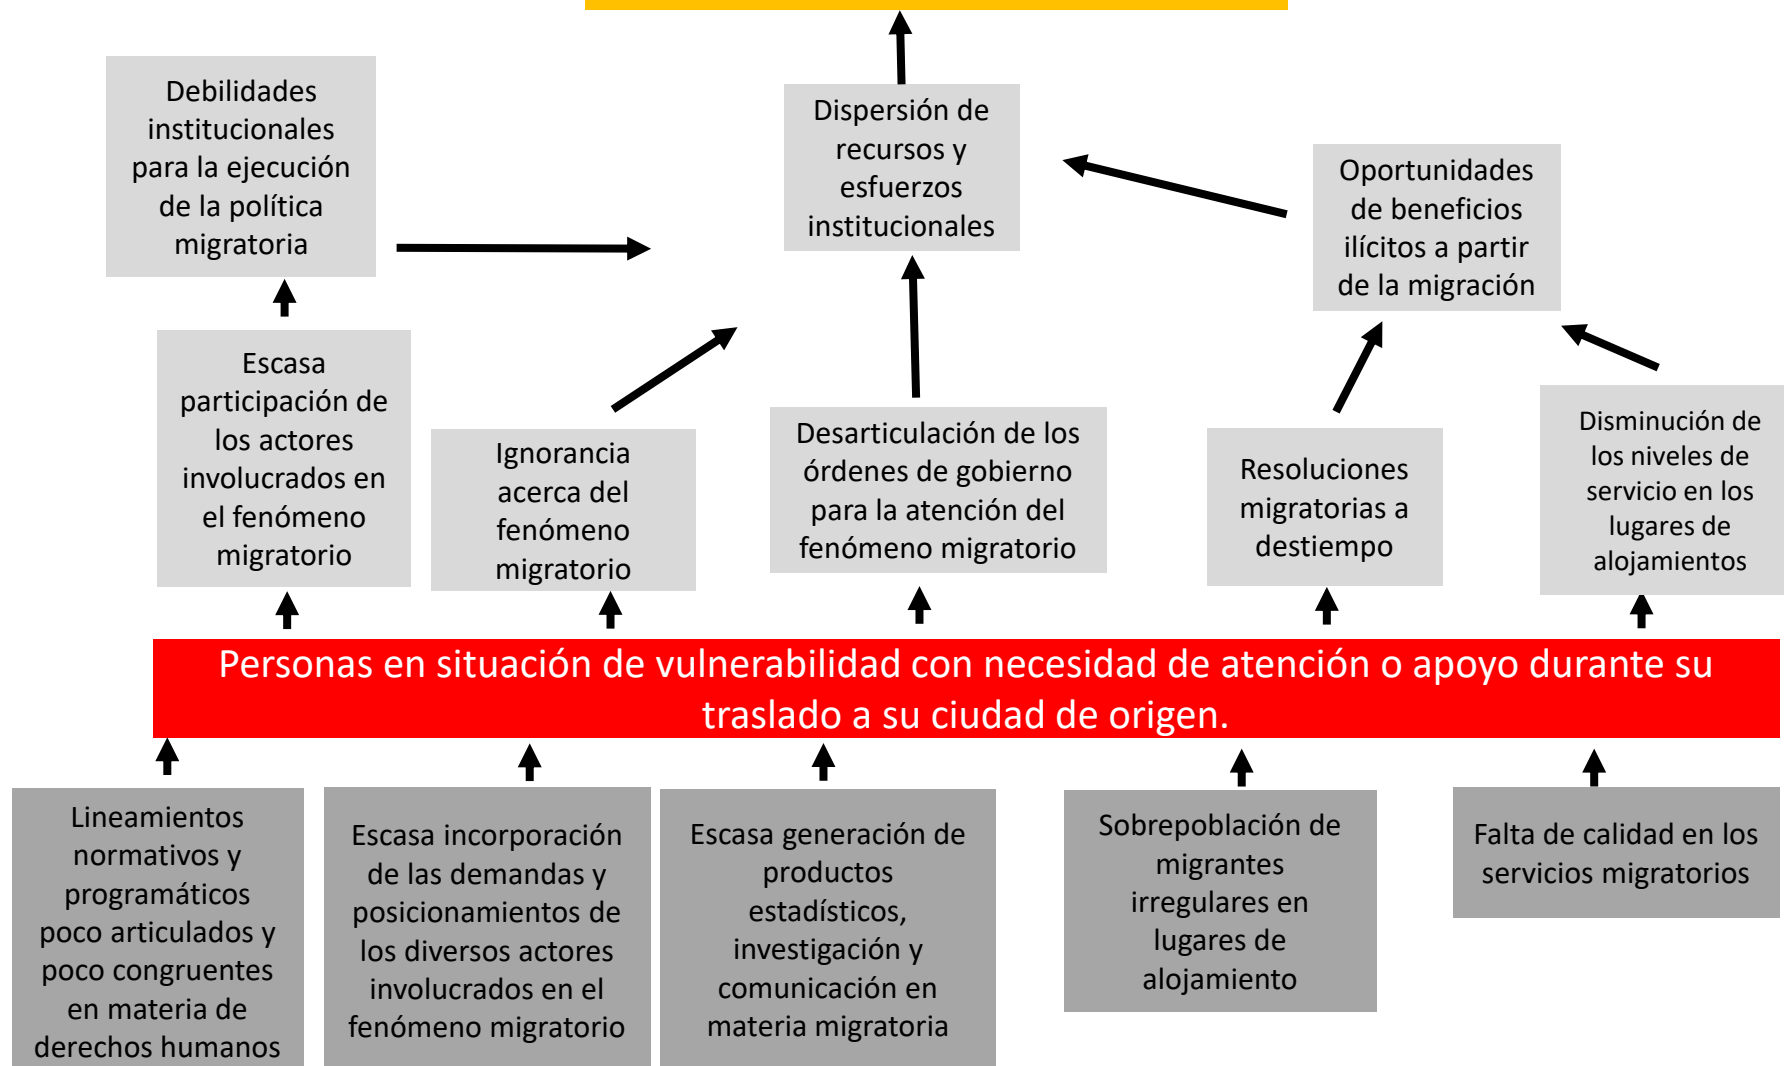 Debilidades
institucionales
para la ejecución
de la política
migratoria
Dispersión de
recursos y
esfuerzos
institucionales
Oportunidades
de beneficios
ilícitos a partir
de la migración
Escasa
participación de
los actores
involucrados en
el fenómeno
migratorio
Ignorancia
acerca del
fenómeno
migratorio
Desarticulación de los
órdenes de gobierno
para la atención del
fenómeno migratorio
Resoluciones
migratorias a
destiempo
Disminución de
los niveles de
servicio en los
lugares de
alojamientos
Personas en situación de vulnerabilidad con necesidad de atención o apoyo durante su
traslado a su ciudad de origen.
Lineamientos
normativos y
programáticos
poco articulados y
poco congruentes
en materia de
derechos humanos
Escasa incorporación
de las demandas y
posicionamientos de
los diversos actores
involucrados en el
fenómeno migratorio
Escasa generación de
productos
estadísticos,
investigación y
comunicación en
materia migratoria
Sobrepoblación de
migrantes
irregulares en
lugares de
alojamiento
Falta de calidad en los
servicios migratorios